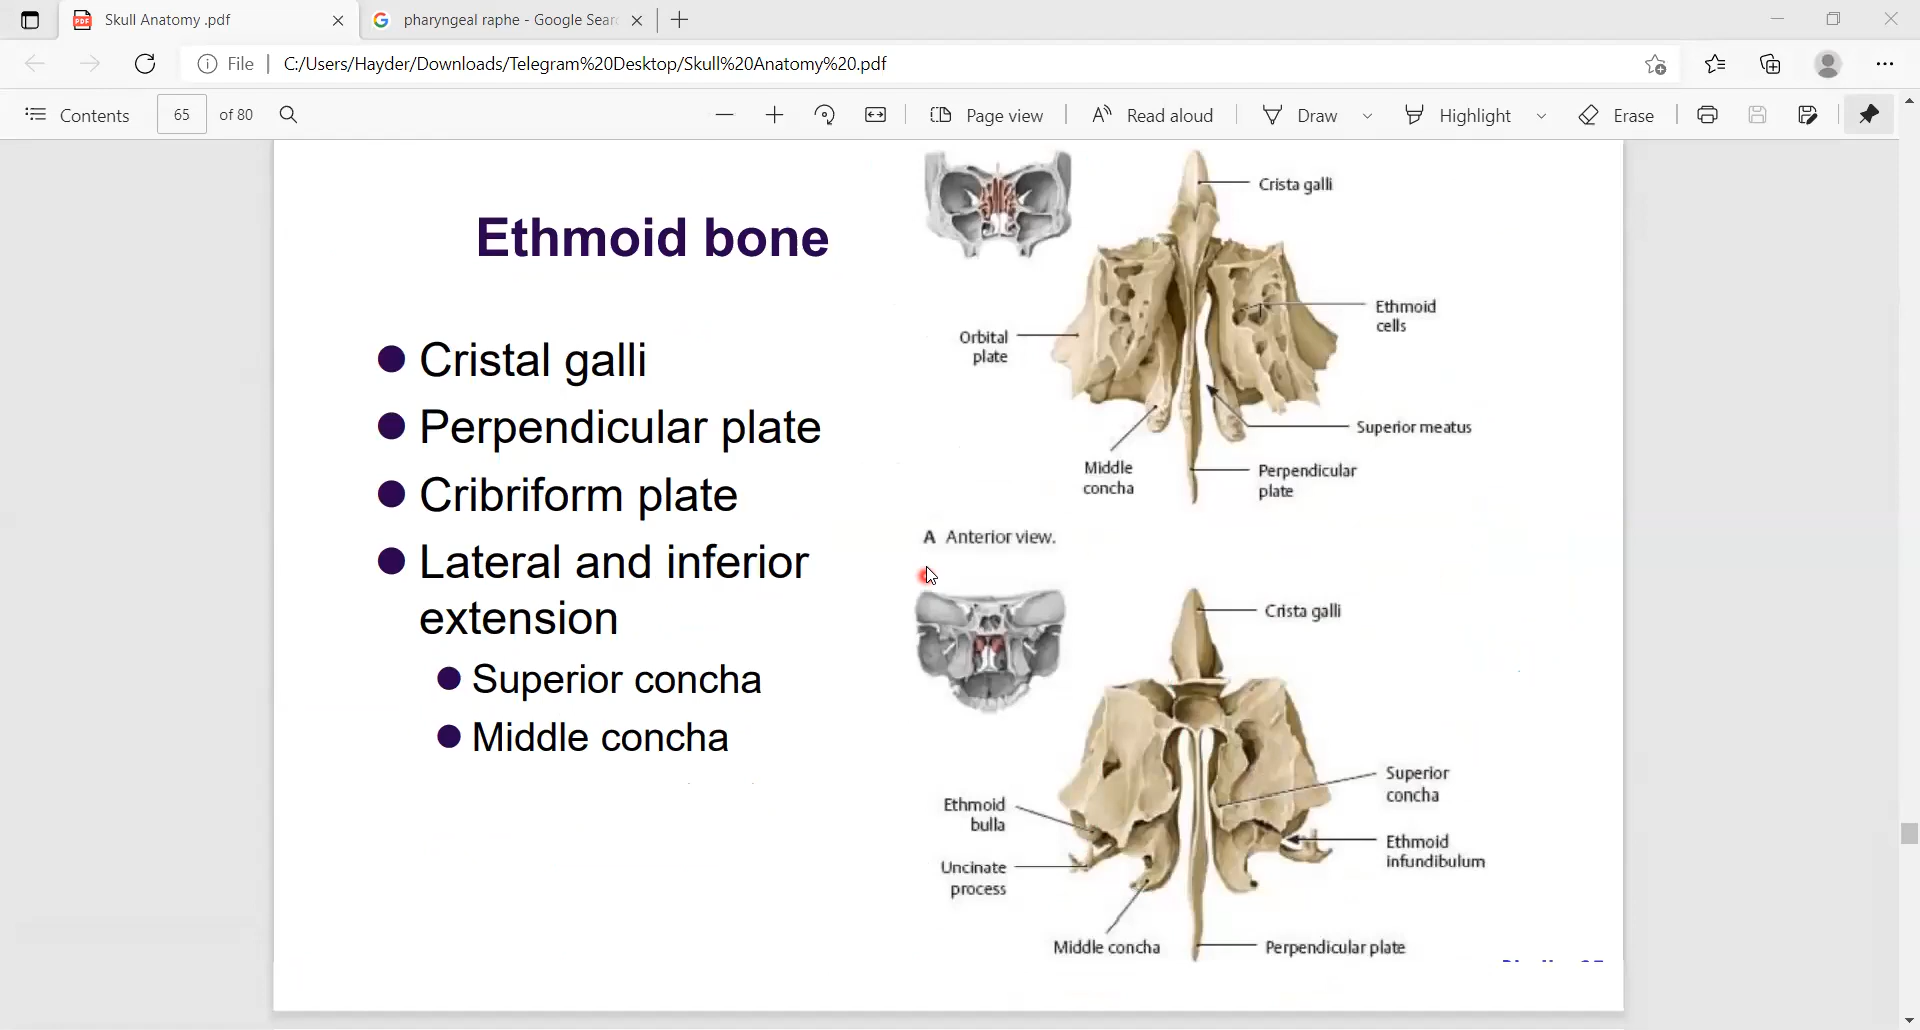 Skull Anatomy .pdf
pharyngeal raphe - Google Sear
File
C:/Users/Hayder/Downloads/Telegram%20Desktop/Skull%20Anatomy%20.pdf
Contents
65
of 80
Page view
Read aloud
Draw
Highlight
Erase
Ethmoid bone
Cristal galli
Perpendicular plate
Cribriform plate
Lateral and inferior
extension
Superior concha
Middle concha
Crista galli
Orbital
plate
Ethmoid
cells
Superior meatus
Middle
concha
Perpendicular
plate
A Anterior view.
Crista galli
Superior
concha
Ethmoid
bulla
Ethmoid
infundibulum
Uncinate
process
Middle concha
Perpendicular plate